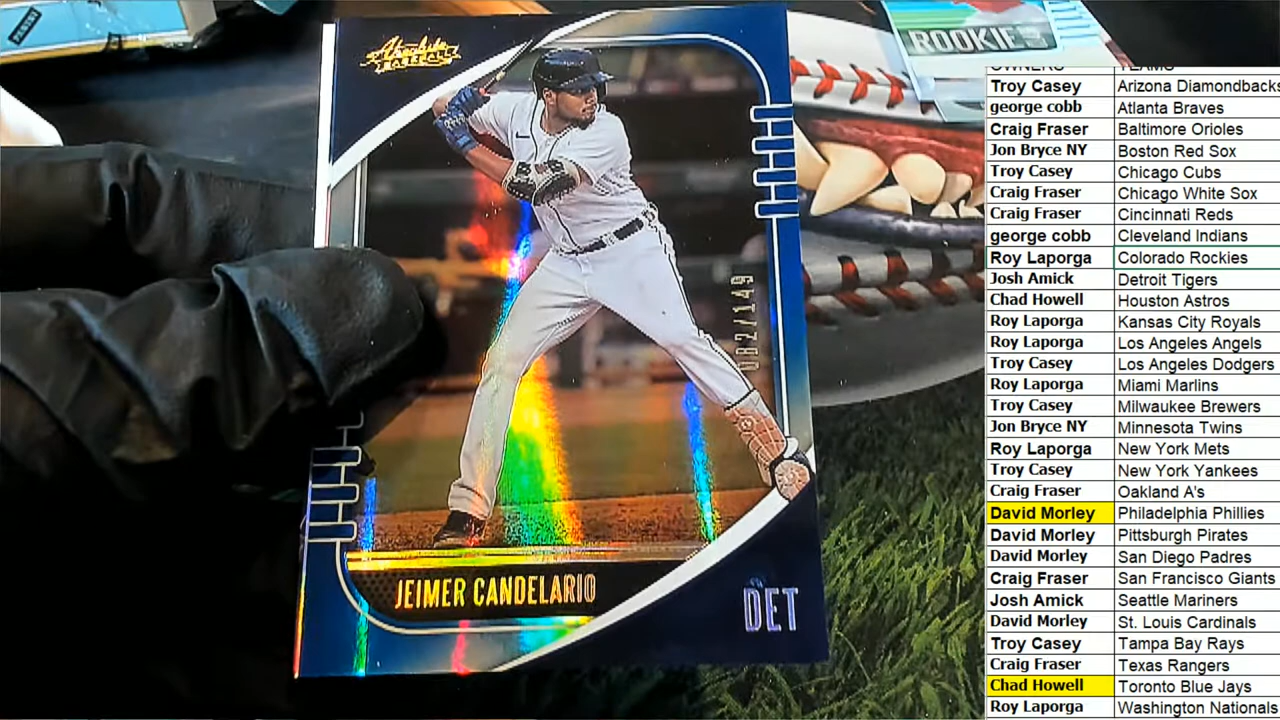 Absolute
BASEBALL
ROOKIE
082/149
JEIMER CANDELARIO
DET
OWNERS TEAMS
Troy Casey Arizona Diamondbacks
george cobb Atlanta Braves
Craig Fraser Baltimore Orioles
Jon Bryce NY Boston Red Sox
Troy Casey Chicago Cubs
Craig Fraser Chicago White Sox
Craig Fraser Cincinnati Reds
george cobb Cleveland Indians
Roy Laporga Colorado Rockies
Josh Amick Detroit Tigers
Chad Howell Houston Astros
Roy Laporga Kansas City Royals
Roy Laporga Los Angeles Angels
Troy Casey Los Angeles Dodgers
Roy Laporga Miami Marlins
Troy Casey Milwaukee Brewers
Jon Bryce NY Minnesota Twins
Roy Laporga New York Mets
Troy Casey New York Yankees
Craig Fraser Oakland A's
David Morley Philadelphia Phillies
David Morley Pittsburgh Pirates
David Morley San Diego Padres
Craig Fraser San Francisco Giants
Josh Amick Seattle Mariners
David Morley St. Louis Cardinals
Troy Casey Tampa Bay Rays
Craig Fraser Texas Rangers
Chad Howell Toronto Blue Jays
Roy Laporga Washington Nationals